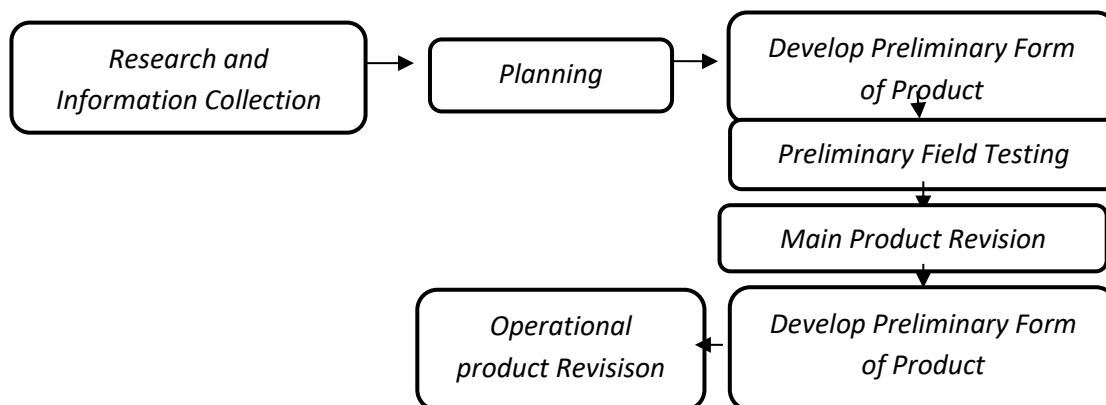 Research and
Information Collection
Planning
Develop Preliminary Form
of Product
Preliminary Field Testing
Main Product Revision
Develop Preliminary Form
of Product
Operational
product Revisison